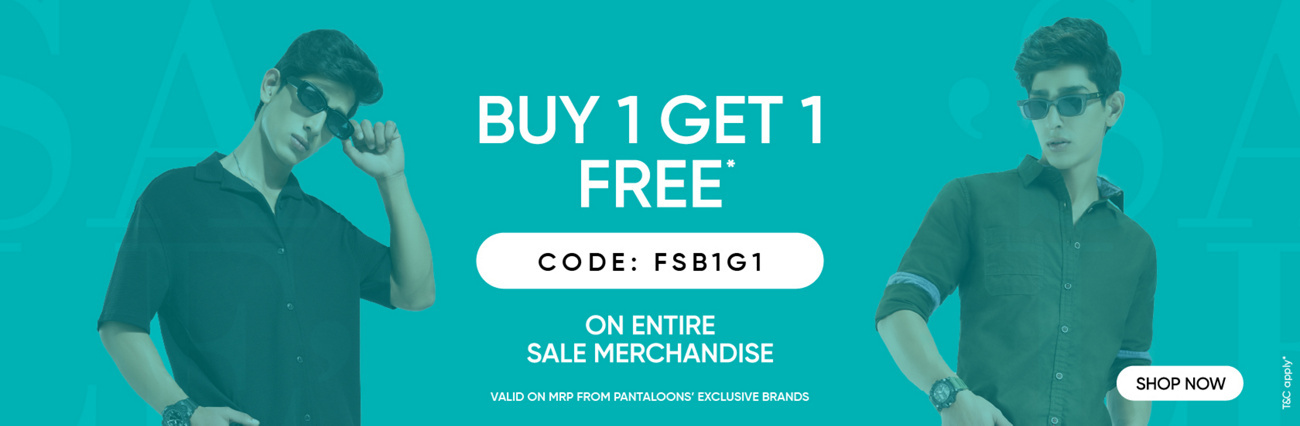 BUY 1 GET 1
FREE*
CODE: FSB1G1
ON ENTIRE
SALE MERCHANDISE
VALID ON MRP FROM PANTALOONS' EXCLUSIVE BRANDS
SHOP NOW
T&C apply*